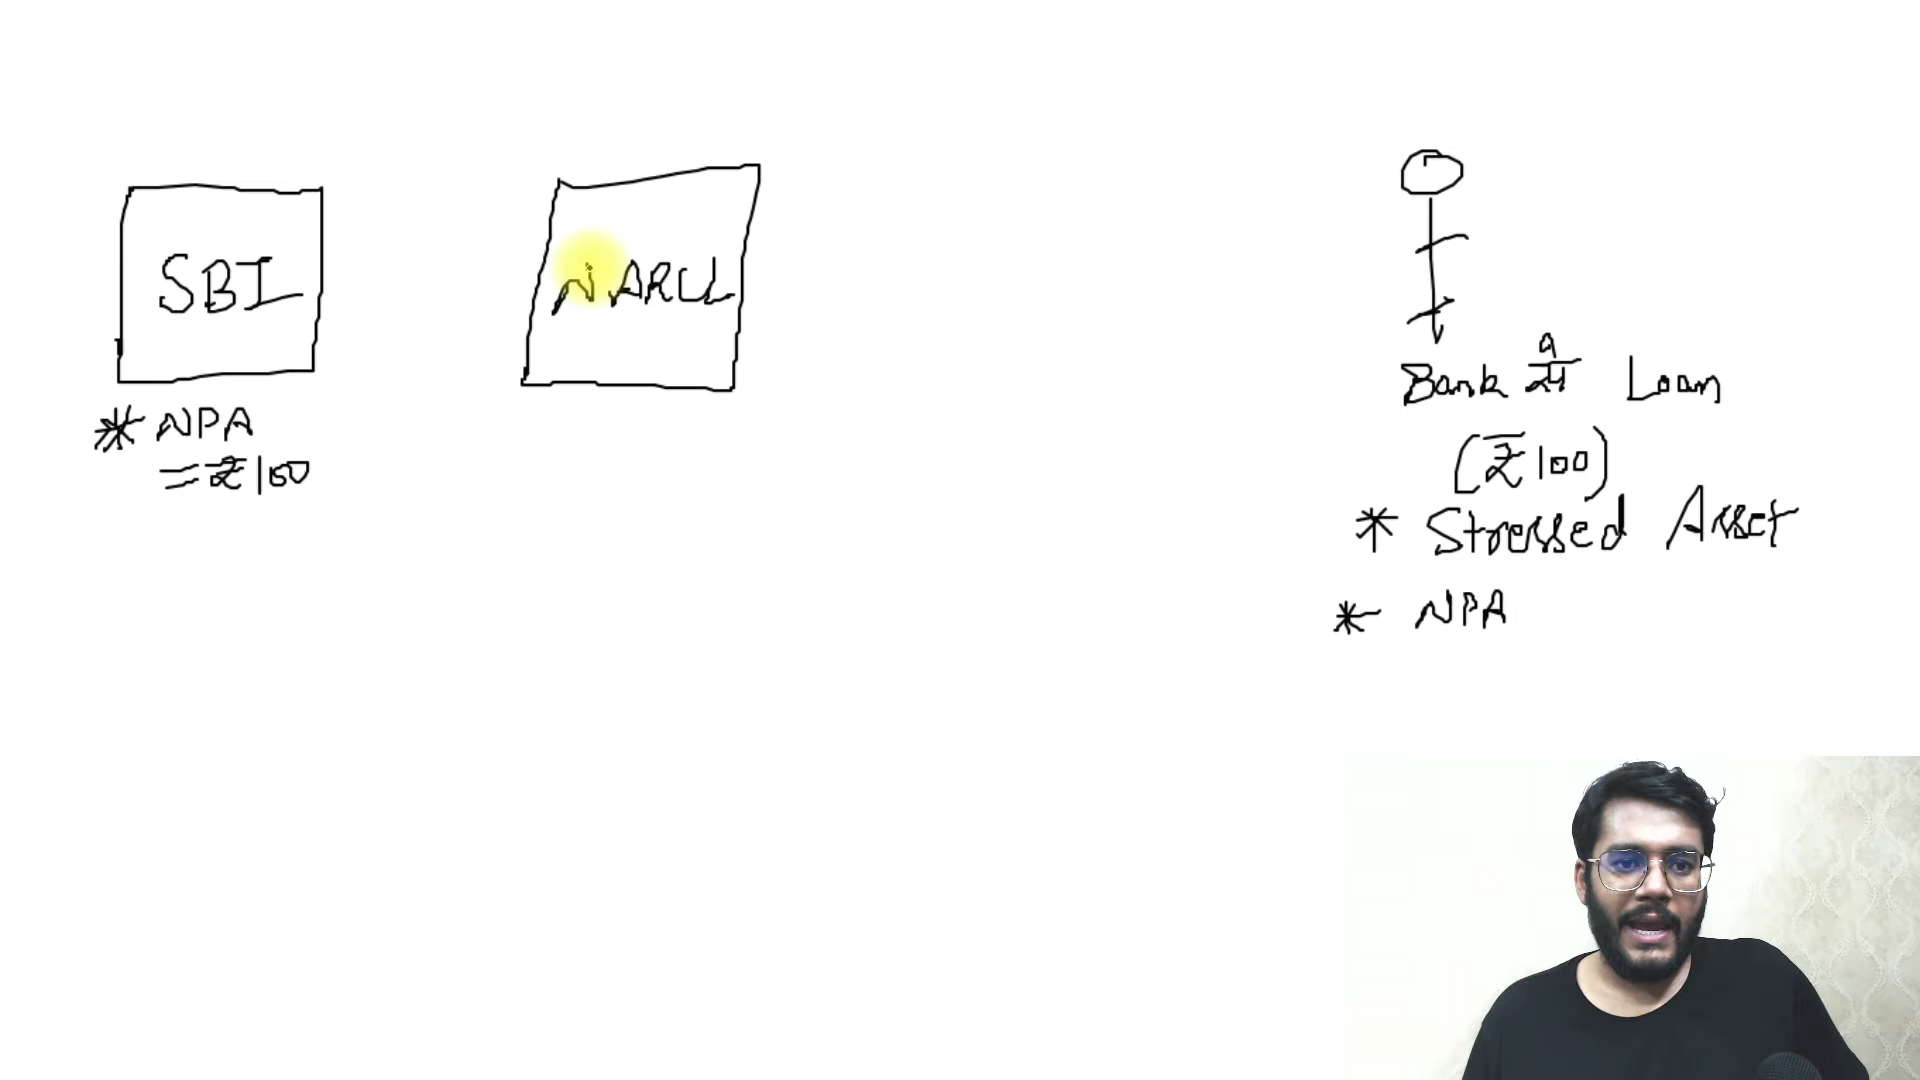 SBI
* NPA
= ₹100
NARCL
Bank Loan
(₹100)
* Stressed Asset
* NPA